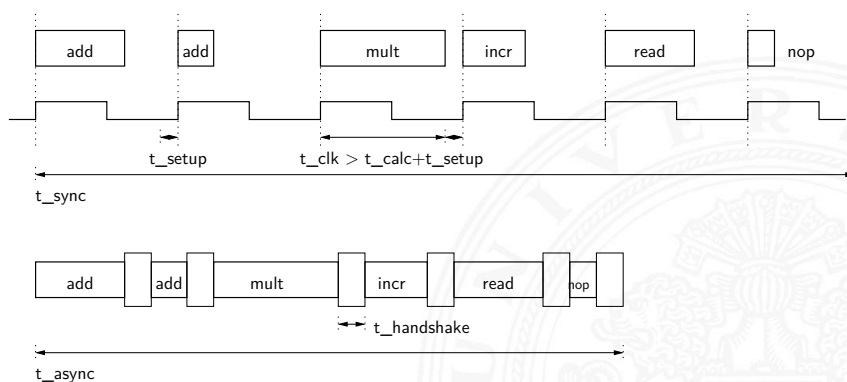 add add mult incr read nop
t_setup t_clk > t_calc+t_setup
t_sync
add add mult incr read nop
t_handshake
t_async
U N I V E R